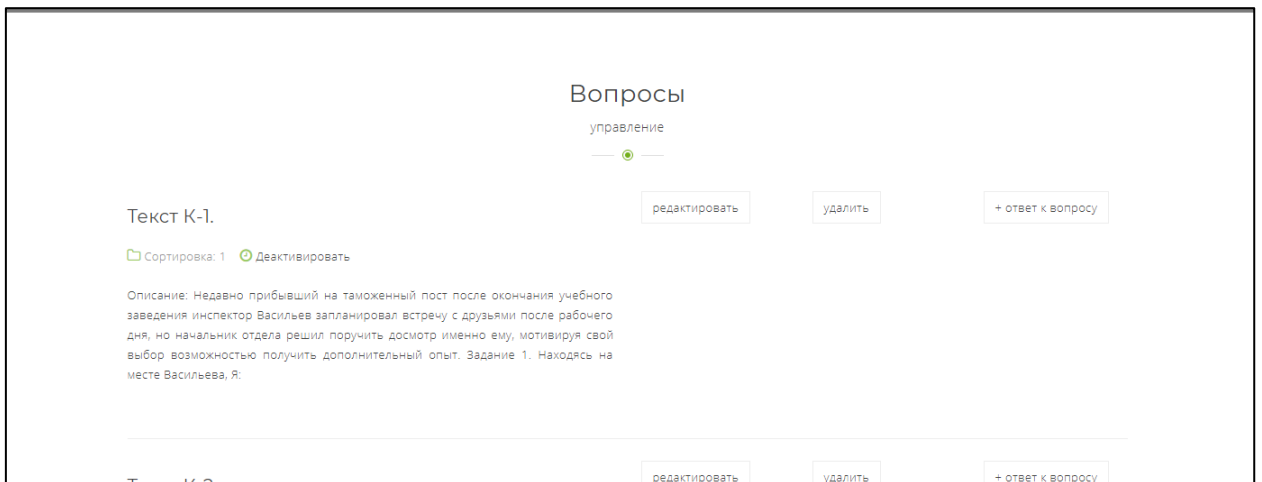 Вопросы
управление
Текст К-1.
редактировать
удалить
+ ответ к вопросу
Сортировка: 1 Деактивировать
Описание: Недавно прибывший на таможенный пост после окончания учебного
заведения инспектор Васильев запланировал встречу с друзьями после рабочего
дня, но начальник отдела решил поручить досмотр именно ему, мотивируя свой
выбор возможностью получить дополнительный опыт. Задание 1. Находясь на
месте Васильева, Я:
редактировать
удалить
+ ответ к вопросу